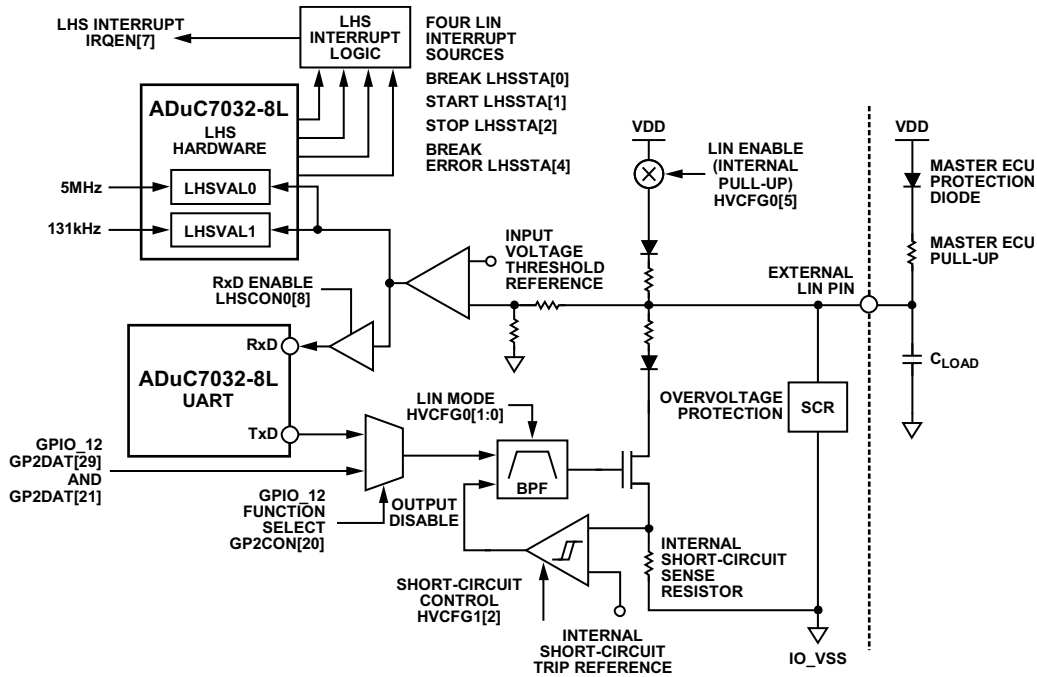 LHS INTERRUPT
IRQEN[7]
LHS
INTERRUPT
LOGIC
FOUR LIN
INTERRUPT
SOURCES
BREAK LHSSTA[0]
START LHSSTA[1]
STOP LHSSTA[2]
BREAK
ERROR LHSSTA[4]
ADuC7032-8L
LHS
HARDWARE
5MHz
LHSVAL0
131kHz
LHSVAL1
VDD
LIN ENABLE
(INTERNAL
PULL-UP)
HVCFG0[5]
VDD
MASTER ECU
PROTECTION
DIODE
MASTER ECU
PULL-UP
INPUT
VOLTAGE
THRESHOLD
REFERENCE
EXTERNAL
LIN PIN
RxD ENABLE
LHSCON0[8]
RxD
ADuC7032-8L
UART
TxD
CLOAD
OVERVOLTAGE
PROTECTION
SCR
LIN MODE
HVCFG0[1:0]
BPF
GPIO_12
GP2DAT[29]
AND
GP2DAT[21]
GPIO_12
FUNCTION
SELECT
GP2CON[20]
OUTPUT
DISABLE
INTERNAL
SHORT-CIRCUIT
SENSE
RESISTOR
SHORT-CIRCUIT
CONTROL
HVCFG1[2]
INTERNAL
SHORT-CIRCUIT
TRIP REFERENCE
IO_VSS